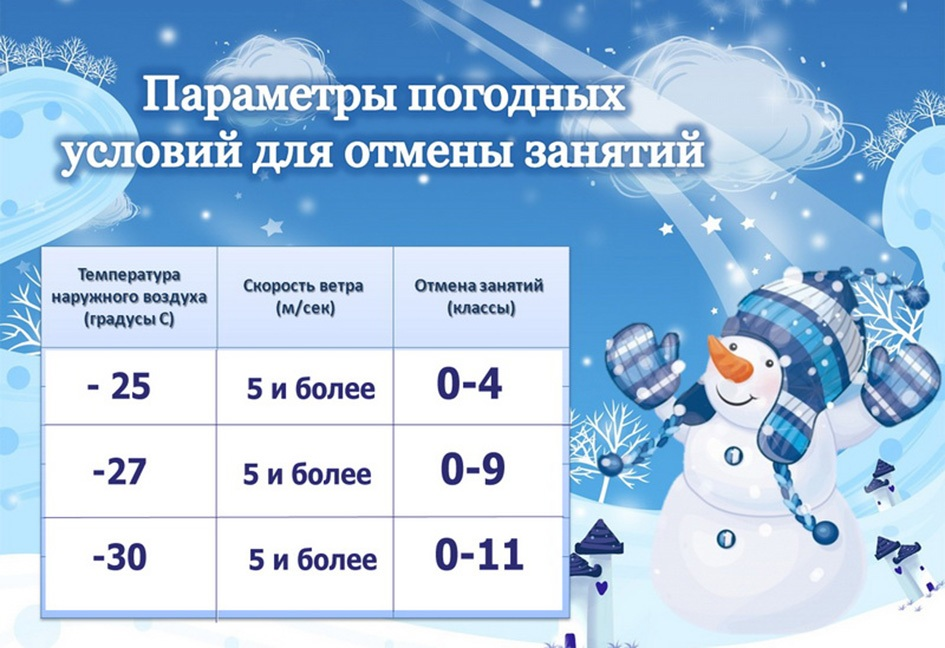 Параметры погодных
условий для отмены занятий
Температура
наружного воздуха
(градусы С)
Скорость ветра
(м/сек)
Отмена занятий
(классы)
- 25
5 и более
0-4
-27
5 и более
0-9
-30
5 и более
0-11